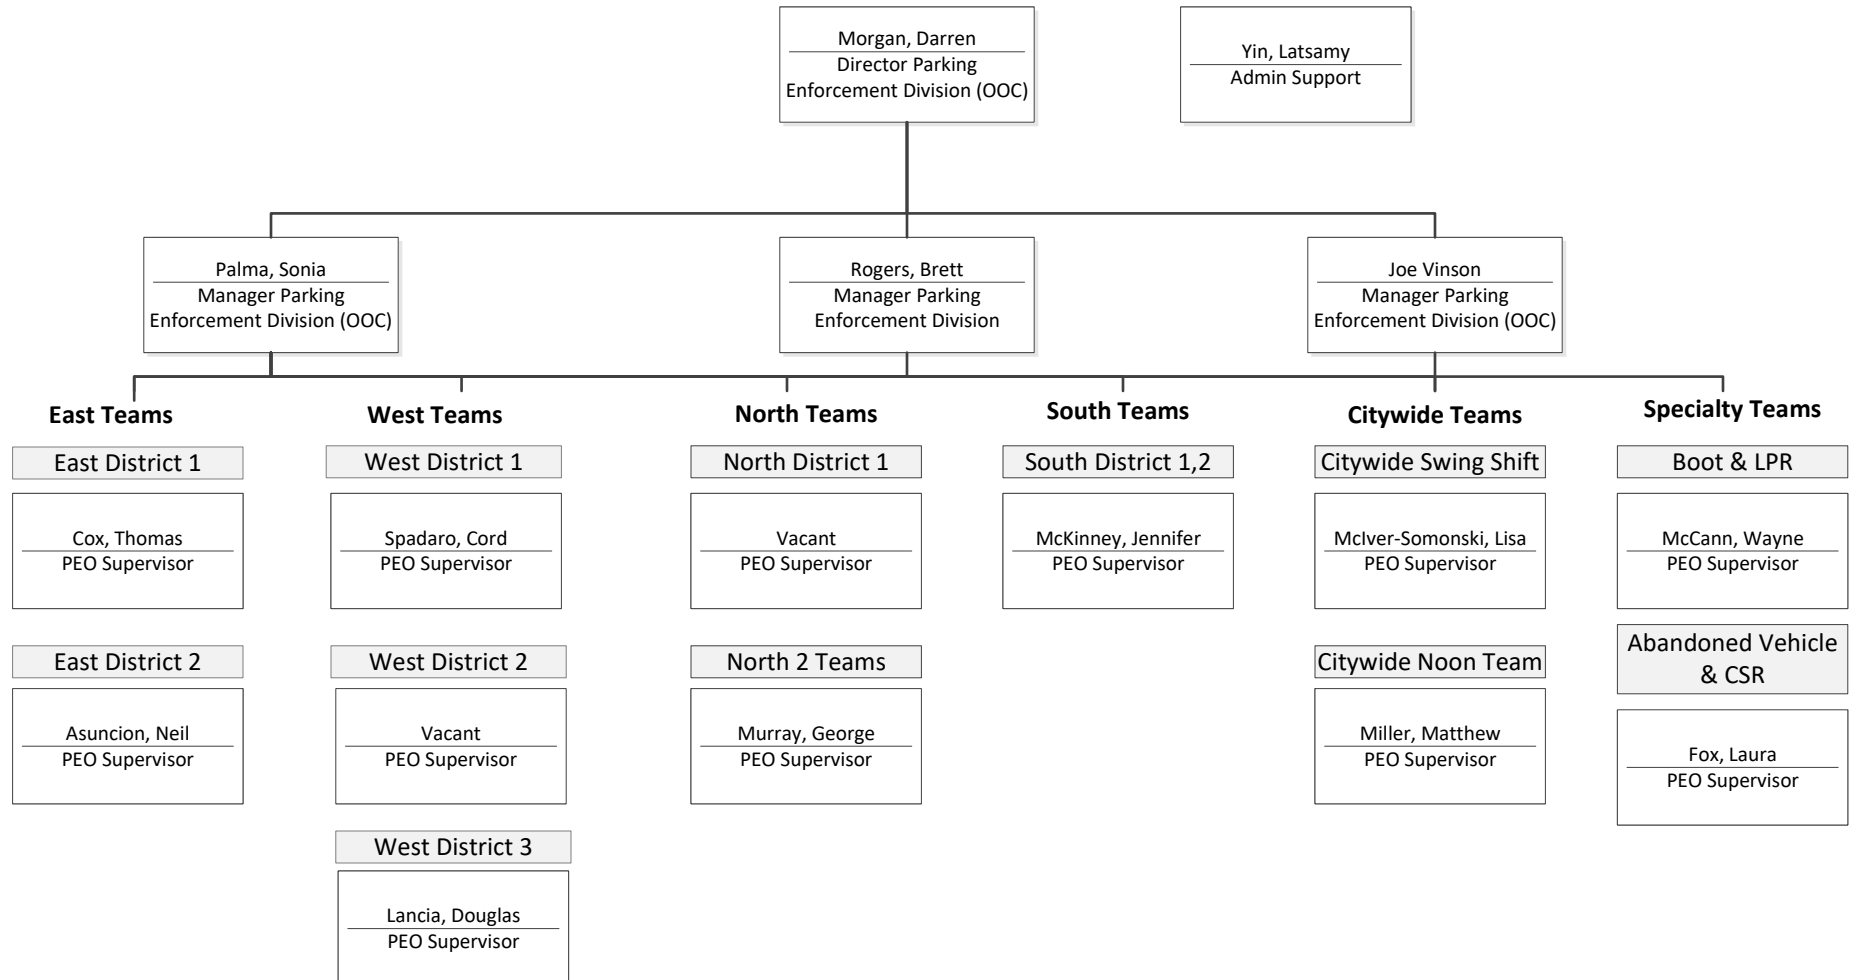 Morgan, Darren
Director Parking
Enforcement Division (OOC)
Yin, Latsamy
Admin Support
Palma, Sonia
Manager Parking
Enforcement Division (OOC)
Rogers, Brett
Manager Parking
Enforcement Division
Joe Vinson
Manager Parking
Enforcement Division (OOC)
East Teams
East District 1
Cox, Thomas
PEO Supervisor
East District 2
Asuncion, Neil
PEO Supervisor
West Teams
West District 1
Spadaro, Cord
PEO Supervisor
West District 2
Vacant
PEO Supervisor
West District 3
Lancia, Douglas
PEO Supervisor
North Teams
North District 1
Vacant
PEO Supervisor
North 2 Teams
Murray, George
PEO Supervisor
South Teams
South District 1,2
McKinney, Jennifer
PEO Supervisor
Citywide Teams
Citywide Swing Shift
McIver-Somonski, Lisa
PEO Supervisor
Citywide Noon Team
Miller, Matthew
PEO Supervisor
Specialty Teams
Boot & LPR
McCann, Wayne
PEO Supervisor
Abandoned Vehicle
& CSR
Fox, Laura
PEO Supervisor